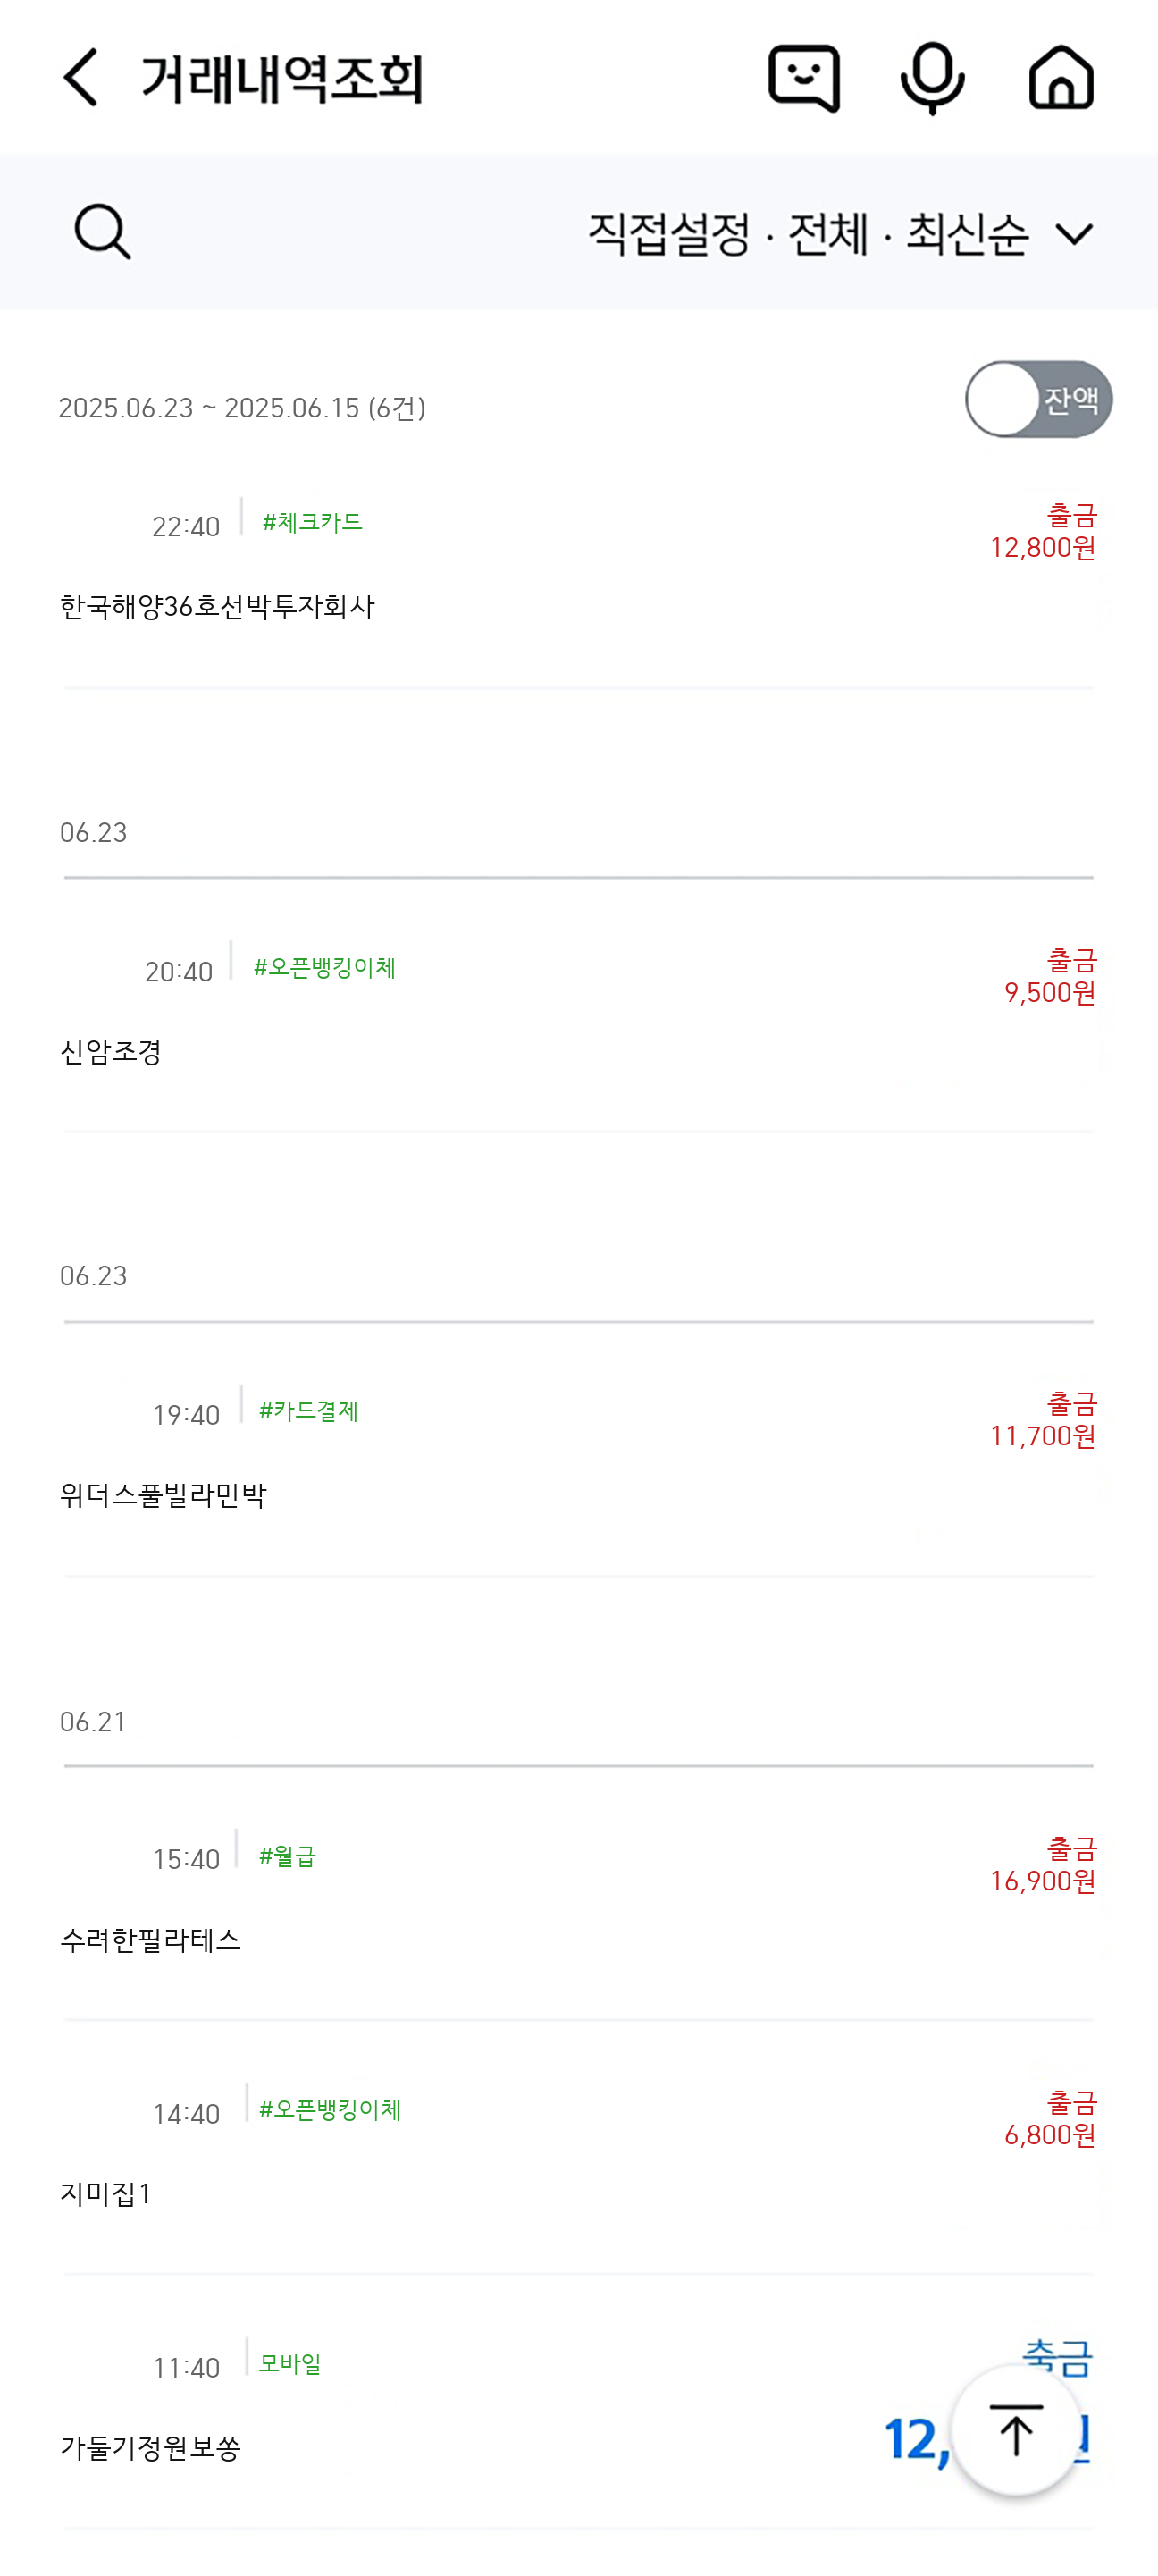 거래내역조회
직접설정 · 전체 · 최신순
2025.06.23 ~ 2025.06.15 (6건)
잔액
22:40 #체크카드
출금
12,800원
한국해양36호선박투자회사
06.23
20:40 #오픈뱅킹이체
출금
9,500원
신암조경
06.23
19:40 #카드결제
출금
11,700원
위더스풀빌라민박
06.21
15:40 #월급
출금
16,900원
수려한필라테스
14:40 #오픈뱅킹이체
출금
6,800원
지미집1
11:40 모바일
12,
가둘기정원보쏭